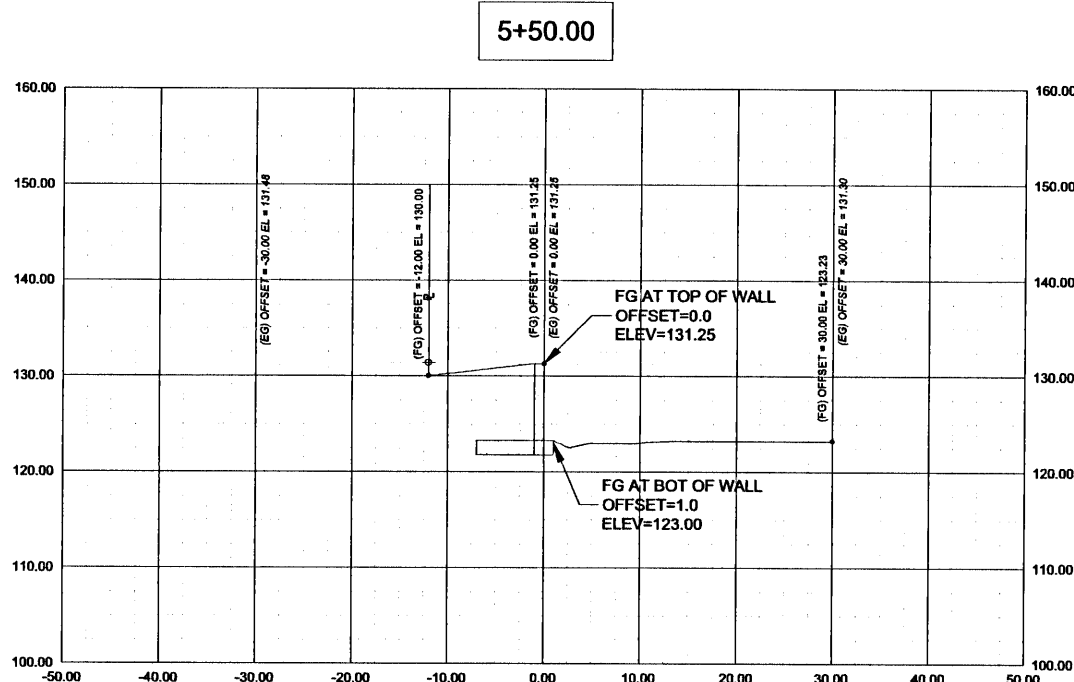 5+50.00
160.00
160.00
150.00
150.00
140.00
140.00
130.00
130.00
120.00
120.00
110.00
110.00
100.00
100.00
(EG) OFFSET = -30.00 EL = 131.48
(FG) OFFSET = -12.00 EL = 130.00
(FG) OFFSET = 0.00 EL = 131.25
(EG) OFFSET = 0.00 EL = 131.25
(FG) OFFSET = 30.00 EL = 123.23
(EG) OFFSET = 30.00 EL = 131.30
FG AT TOP OF WALL
OFFSET=0.0
ELEV=131.25
FG AT BOT OF WALL
OFFSET=1.0
ELEV=123.00
-50.00 -40.00 -30.00 -20.00 -10.00 0.00 10.00 20.00 30.00 40.00 50.00